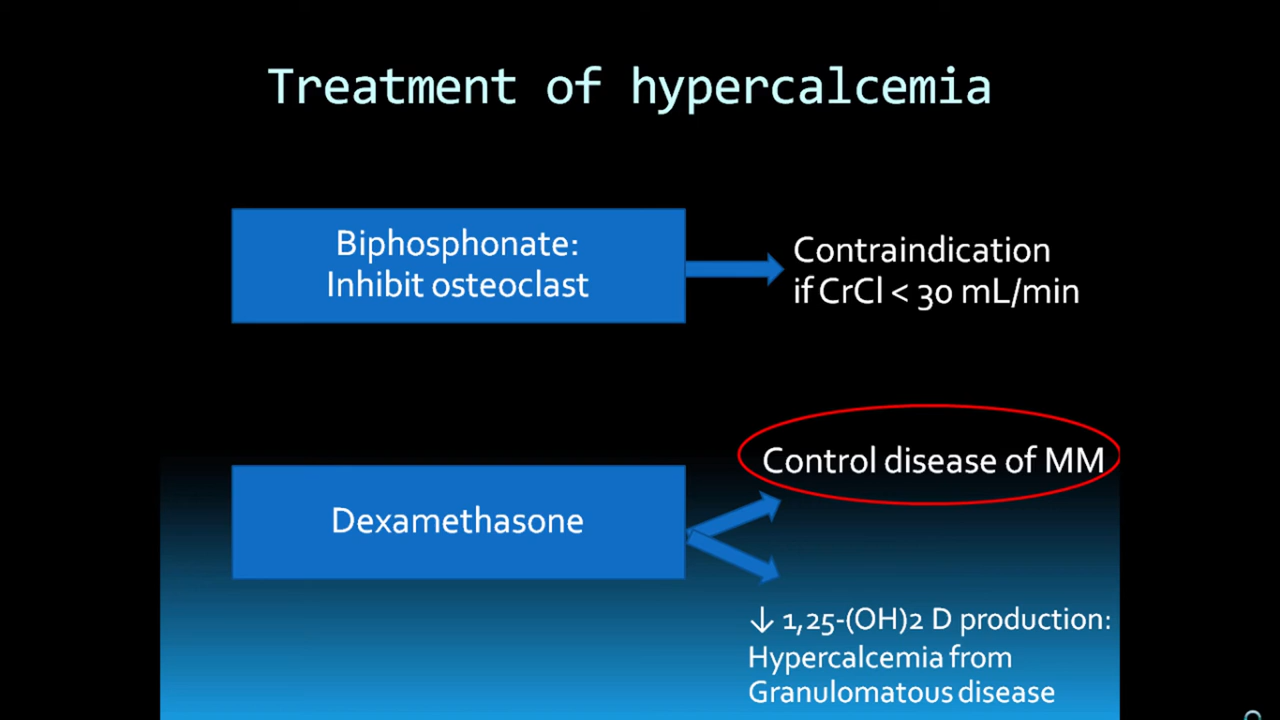 Treatment of hypercalcemia
Biphosphonate:
Inhibit osteoclast
Contraindication
if CrCl < 30 mL/min
Control disease of MM
Dexamethasone
↓ 1,25-(OH)2 D production:
Hypercalcemia from
Granulomatous disease